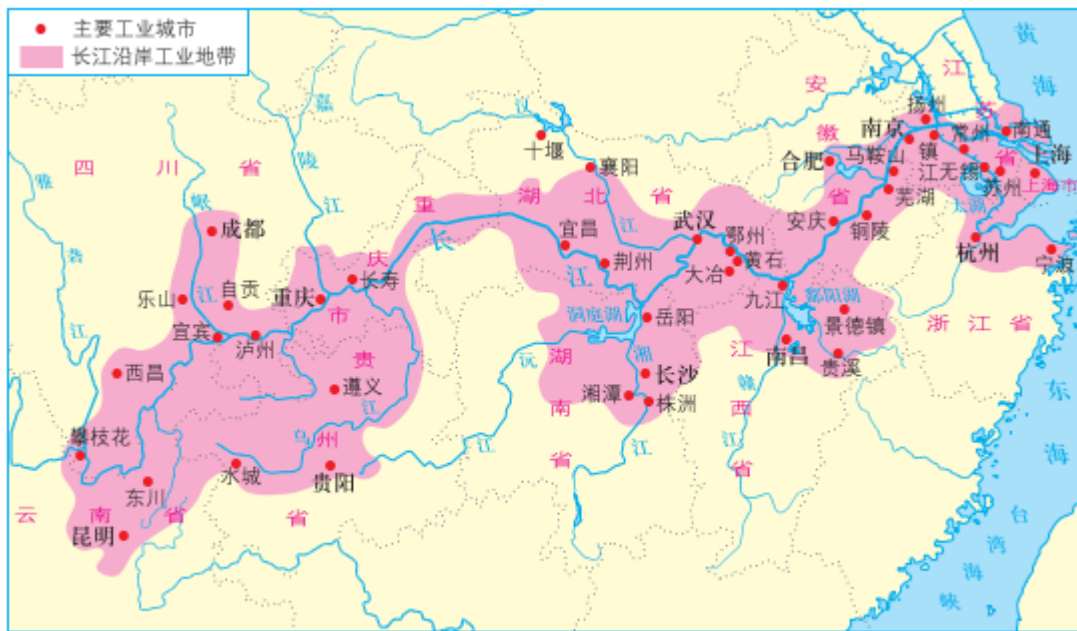 主要工业城市
长江沿岸工业地带
黄海
东海
台湾海峡
四川省
重庆市
湖北省
安徽省
江苏省
上海市
浙江省
江西省
湖南省
贵州省
云南省
雅砻江
岷江
嘉陵江
长江
乌江
沅江
湘江
赣江
江
江
洞庭湖
鄱阳湖
太湖
成都
乐山
自贡
宜宾
泸州
重庆
长寿
西昌
攀枝花
东川
昆明
水城
贵阳
遵义
十堰
襄阳
宜昌
荆州
武汉
鄂州
黄石
大冶
九江
岳阳
长沙
湘潭
株洲
南昌
景德镇
贵溪
安庆
铜陵
芜湖
马鞍山
合肥
南京
扬州
镇江
常州
无锡
苏州
南通
上海
杭州
宁波